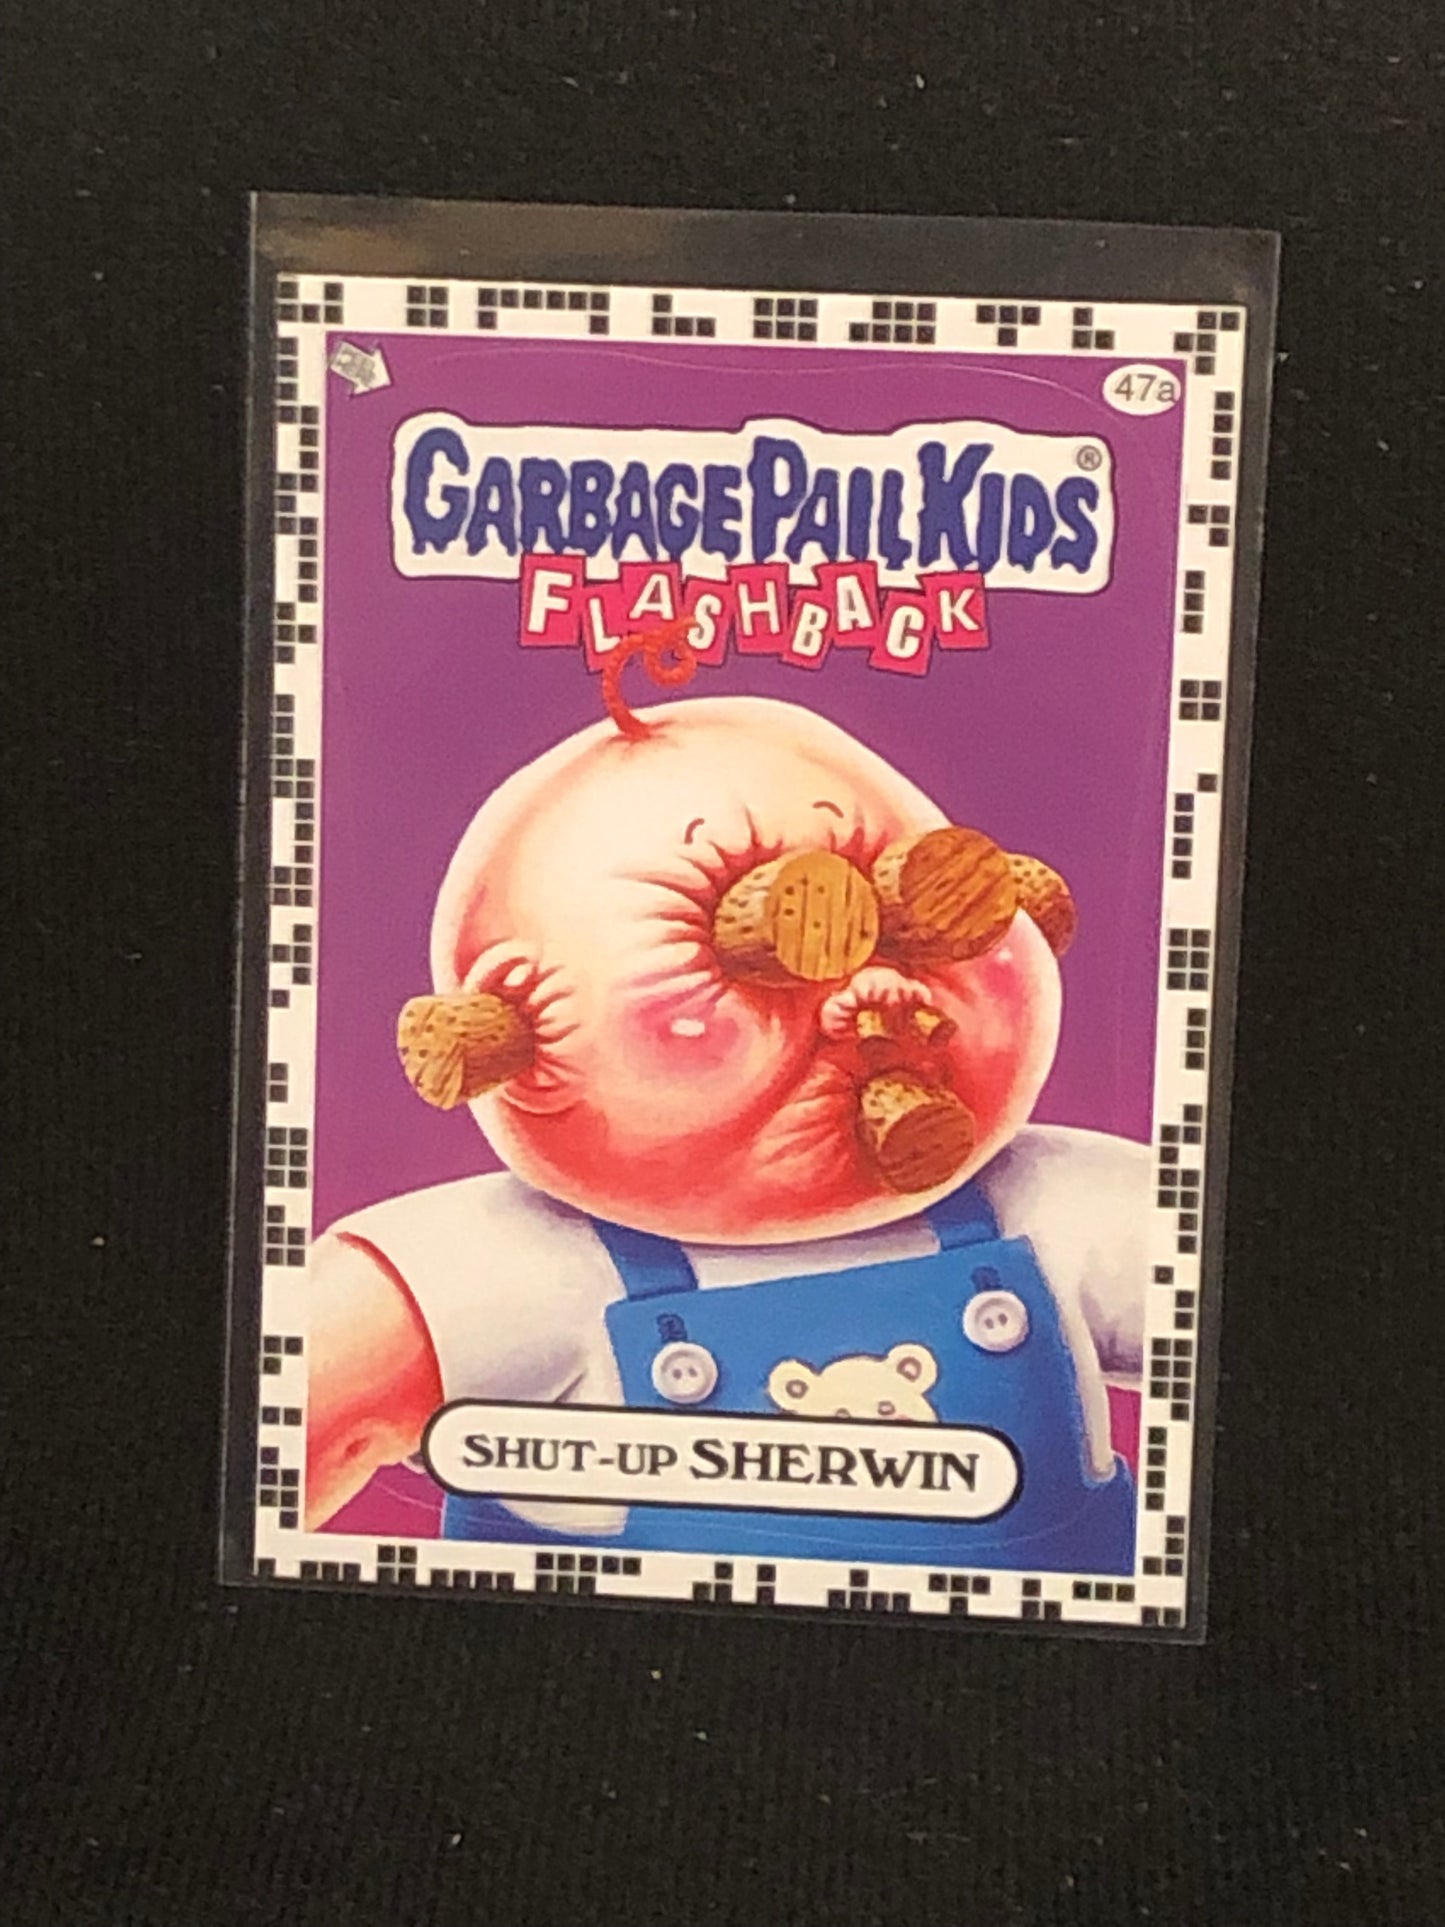 47a
GARBAGE PAIL KIDS®
FLASHBACK
SHUT-UP SHERWIN